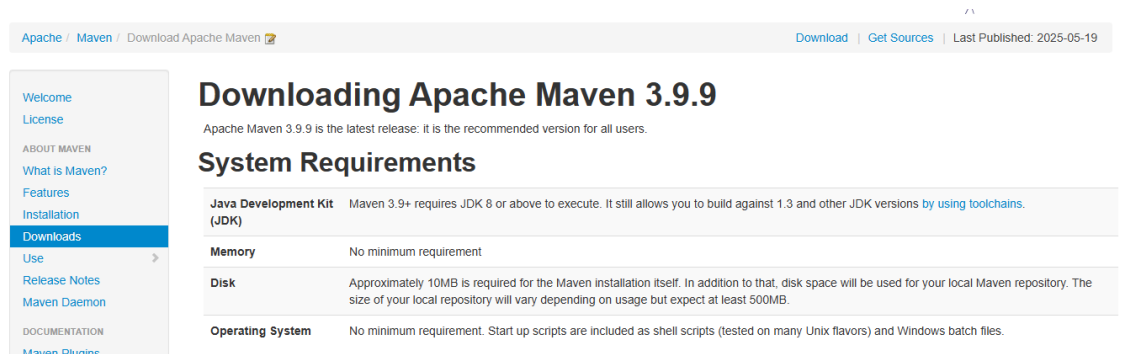 Apache / Maven / Download Apache Maven
Download | Get Sources | Last Published: 2025-05-19
Welcome
License
ABOUT MAVEN
What is Maven?
Features
Installation
Downloads
Use
Release Notes
Maven Daemon
DOCUMENTATION
Maven Plugins
Downloading Apache Maven 3.9.9
Apache Maven 3.9.9 is the latest release: it is the recommended version for all users.
System Requirements
Java Development Kit
(JDK)
Maven 3.9+ requires JDK 8 or above to execute. It still allows you to build against 1.3 and other JDK versions by using toolchains.
Memory
No minimum requirement
Disk
Approximately 10MB is required for the Maven installation itself. In addition to that, disk space will be used for your local Maven repository. The
size of your local repository will vary depending on usage but expect at least 500MB.
Operating System
No minimum requirement. Start up scripts are included as shell scripts (tested on many Unix flavors) and Windows batch files.